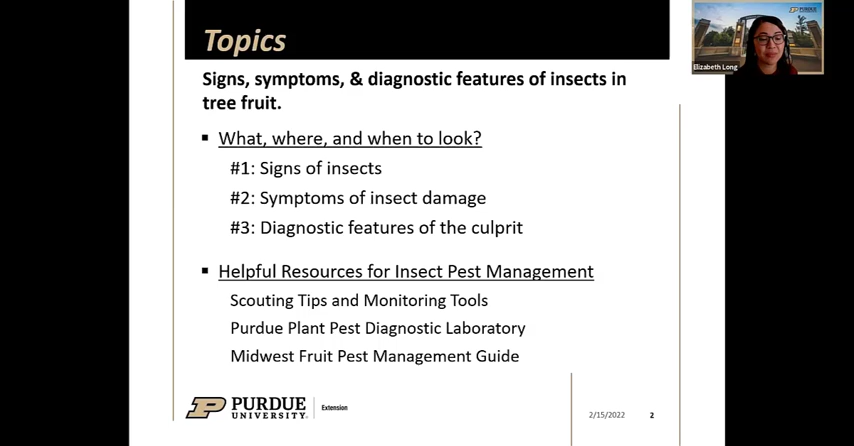 Topics
Signs, symptoms, & diagnostic features of insects in
tree fruit.
What, where, and when to look?
#1: Signs of insects
#2: Symptoms of insect damage
#3: Diagnostic features of the culprit
Helpful Resources for Insect Pest Management
Scouting Tips and Monitoring Tools
Purdue Plant Pest Diagnostic Laboratory
Midwest Fruit Pest Management Guide
PURDUE
UNIVERSITY
Extension
2/15/2022 2
PURDUE
Elizabeth Long